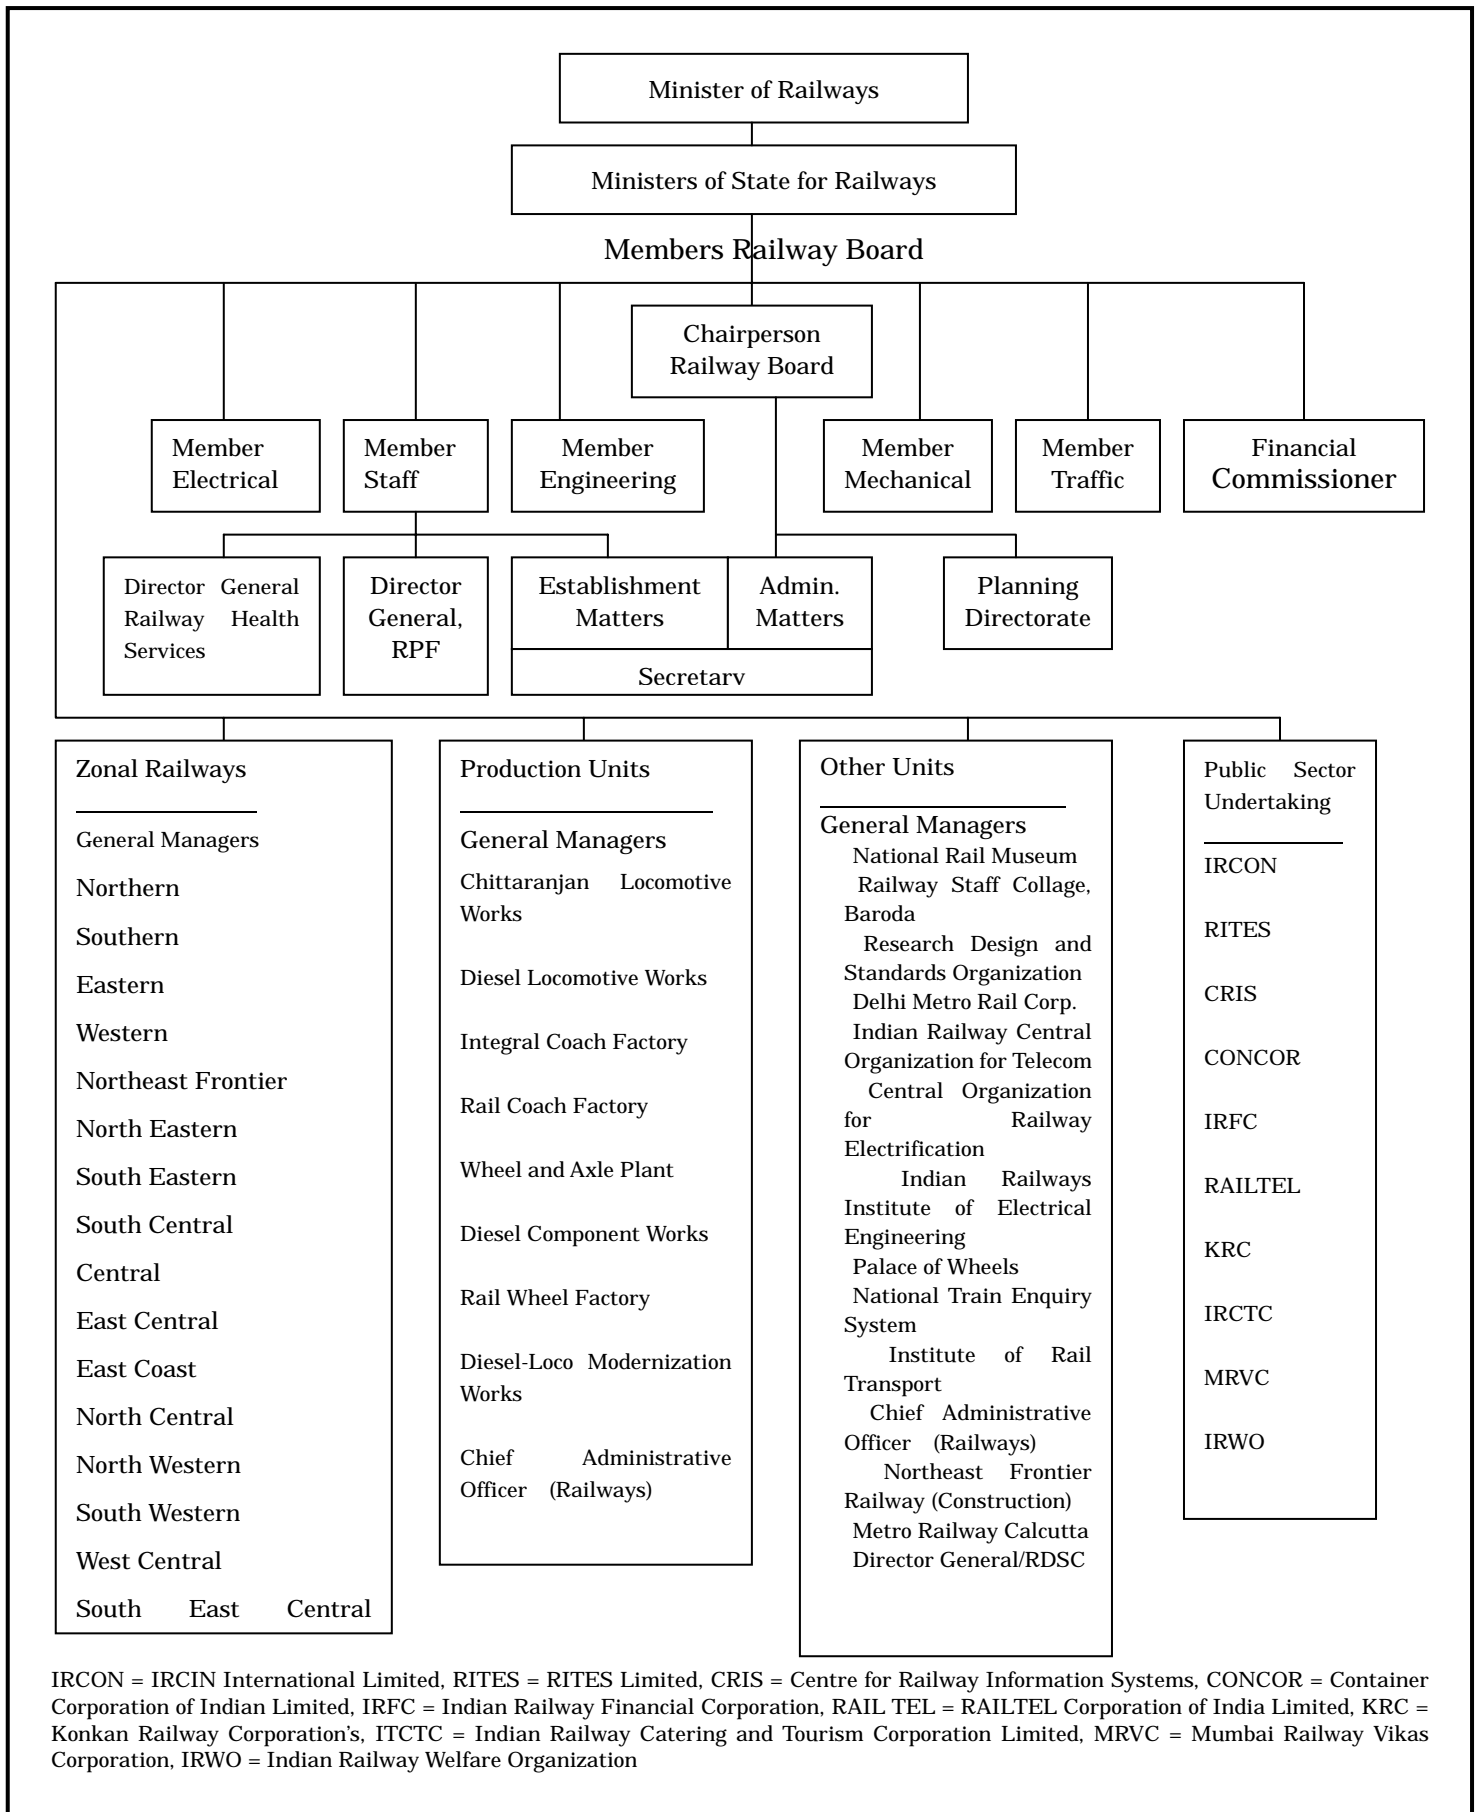 Minister of Railways
Ministers of State for Railways
Members Railway Board
Chairperson
Railway Board
Member
Electrical
Member
Staff
Member
Engineering
Member
Mechanical
Member
Traffic
Financial
Commissioner
Director General
Railway Health
Services
Director
General,
RPF
Establishment
Matters
Admin.
Matters
Secretary
Planning
Directorate
Zonal Railways
General Managers
Northern
Southern
Eastern
Western
Northeast Frontier
North Eastern
South Eastern
South Central
Central
East Central
East Coast
North Central
North Western
South Western
West Central
South East Central
Production Units
General Managers
Chittaranjan Locomotive
Works
Diesel Locomotive Works
Integral Coach Factory
Rail Coach Factory
Wheel and Axle Plant
Diesel Component Works
Rail Wheel Factory
Diesel-Loco Modernization
Works
Chief Administrative
Officer (Railways)
Other Units
General Managers
National Rail Museum
Railway Staff Collage,
Baroda
Research Design and
Standards Organization
Delhi Metro Rail Corp.
Indian Railway Central
Organization for Telecom
Central Organization
for Railway
Electrification
Indian Railways
Institute of Electrical
Engineering
Palace of Wheels
National Train Enquiry
System
Institute of Rail
Transport
Chief Administrative
Officer (Railways)
Northeast Frontier
Railway (Construction)
Metro Railway Calcutta
Director General/RDSC
Public Sector
Undertaking
IRCON
RITES
CRIS
CONCOR
IRFC
RAILTEL
KRC
IRCTC
MRVC
IRWO
IRCON = IRCIN International Limited, RITES = RITES Limited, CRIS = Centre for Railway Information Systems, CONCOR = Container
Corporation of Indian Limited, IRFC = Indian Railway Financial Corporation, RAIL TEL = RAILTEL Corporation of India Limited, KRC =
Konkan Railway Corporation's, ITCTC = Indian Railway Catering and Tourism Corporation Limited, MRVC = Mumbai Railway Vikas
Corporation, IRWO = Indian Railway Welfare Organization